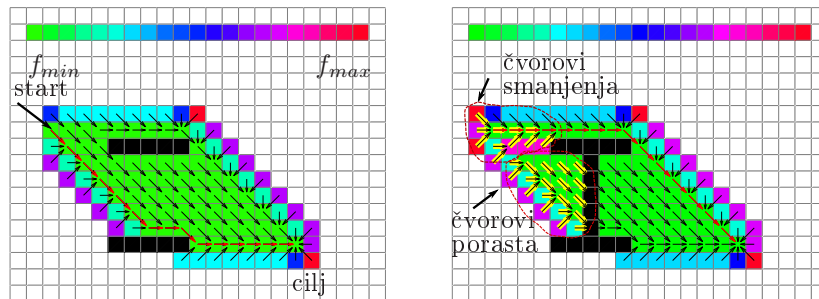 f_min
f_max
start
cilj
čvorovi
smanjenja
čvorovi
porasta